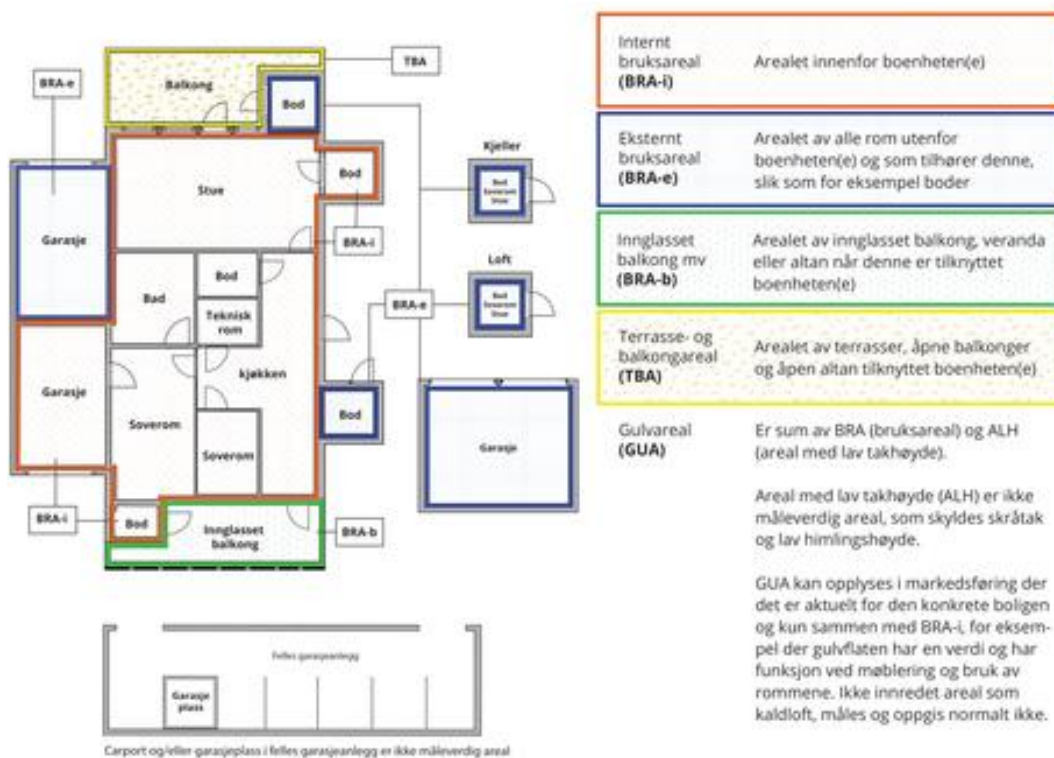 TBA
BRA-e
Balkong
Bod
Kjeller
Bod
Soverom
Stue
Stue
Bod
Garasje
BRA-i
Loft
Bod
Soverom
Stue
Bad
Bod
BRA-e
Teknisk
rom
Garasje
kjøkken
Soverom
Bod
Garasje
Soverom
BRA-i
Bod
Innglasset
balkong
BRA-b
Felles garasjeanlegg
Garasje
plass
Carport og/eller garasjeplass i felles garasjeanlegg er ikke måleverdig areal
Internt
bruksareal
(BRA-i)
Arealet innenfor boenheten(e)
Eksternt
bruksareal
(BRA-e)
Arealet av alle rom utenfor
boenheten(e) og som tilhører denne,
slik som for eksempel boder
Innglasset
balkong mv
(BRA-b)
Arealet av innglasset balkong, veranda
eller altan når denne er tilknyttet
boenheten(e)
Terrasse- og
balkongareal
(TBA)
Arealet av terrasser, åpne balkonger
og åpen altan tilknyttet boenheten(e)
Gulvareal
(GUA)
Er sum av BRA (bruksareal) og ALH
(areal med lav takhøyde).
Areal med lav takhøyde (ALH) er ikke
måleverdig areal, som skyldes skråtak
og lav himlingshøyde.
GUA kan opplyses i markedsføring der
det er aktuelt for den konkrete boligen
og kun sammen med BRA-i, for eksem-
pel der gulvflaten har en verdi og har
funksjon ved møblering og bruk av
rommene. Ikke innredet areal som
kaldloft, måles og oppgis normalt ikke.